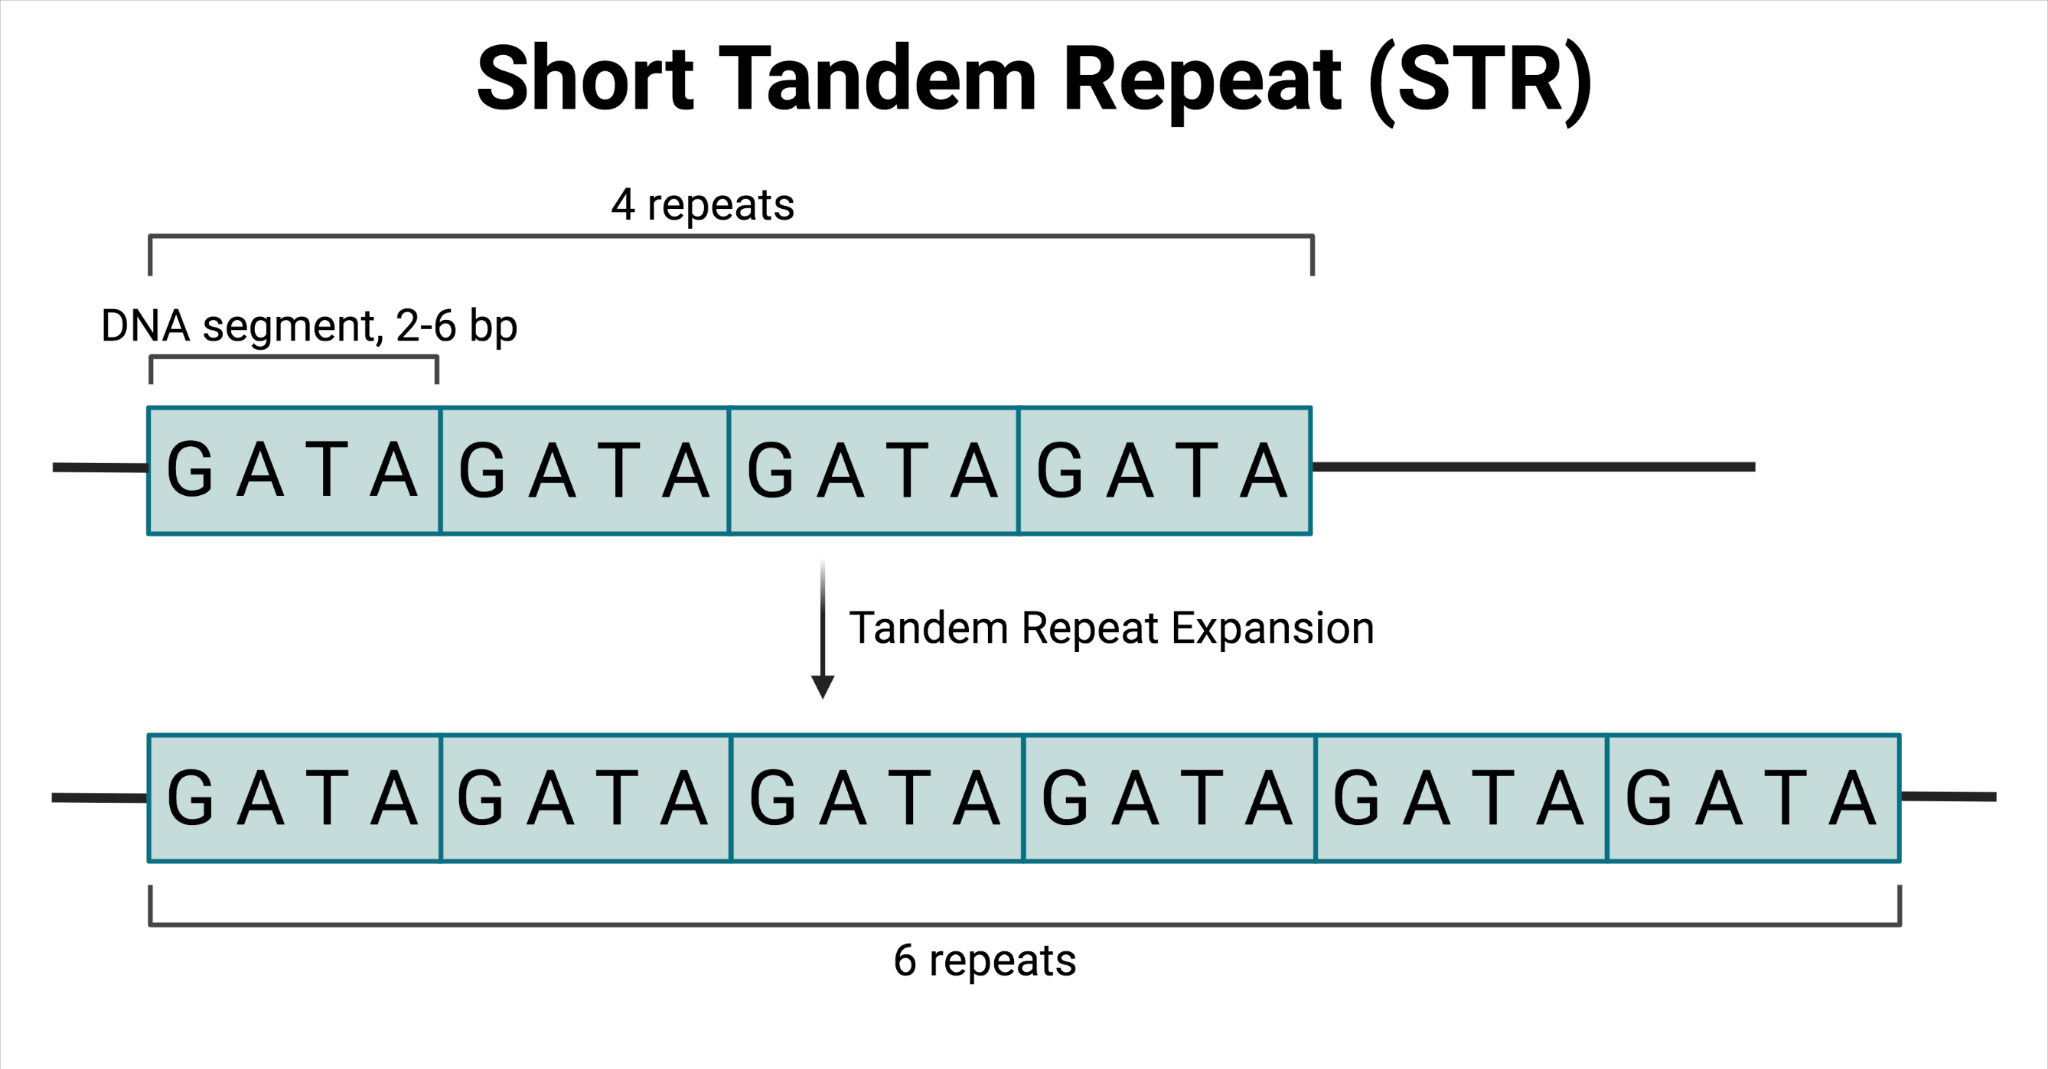 Short Tandem Repeat (STR)
4 repeats
DNA segment, 2-6 bp
G A T A G A T A G A T A G A T A
Tandem Repeat Expansion
G A T A G A T A G A T A G A T A G A T A G A T A
6 repeats